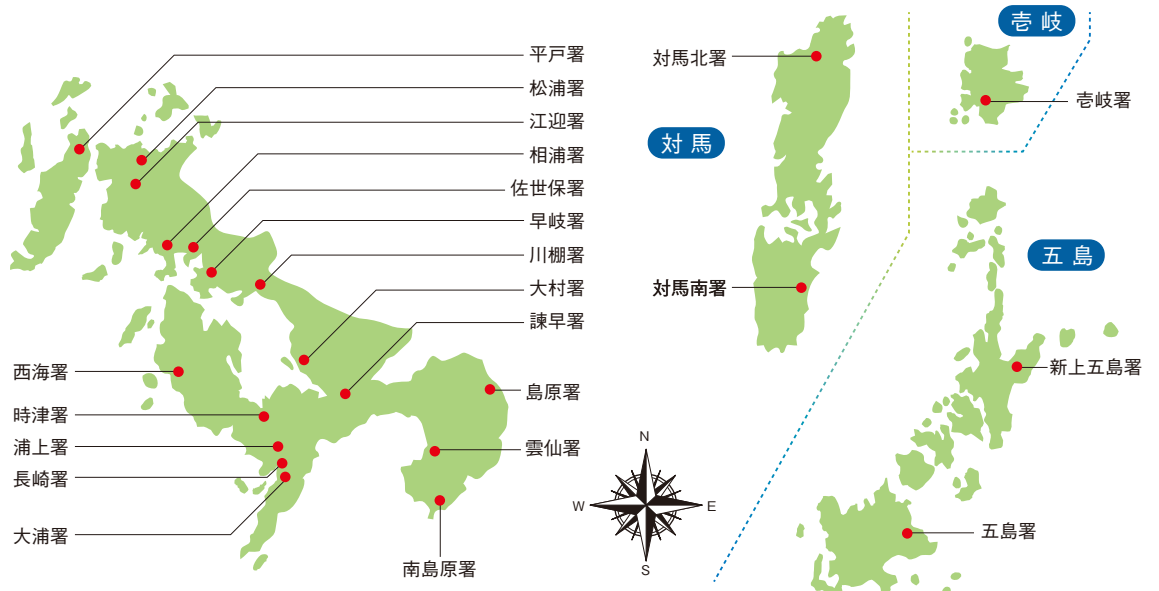 平戸署
松浦署
江迎署
相浦署
佐世保署
早岐署
川棚署
大村署
諫早署
西海署
時津署
浦上署
長崎署
大浦署
島原署
雲仙署
南島原署
N
W
E
S
対馬北署
対馬
対馬南署
壱岐
壱岐署
五島
新上五島署
五島署